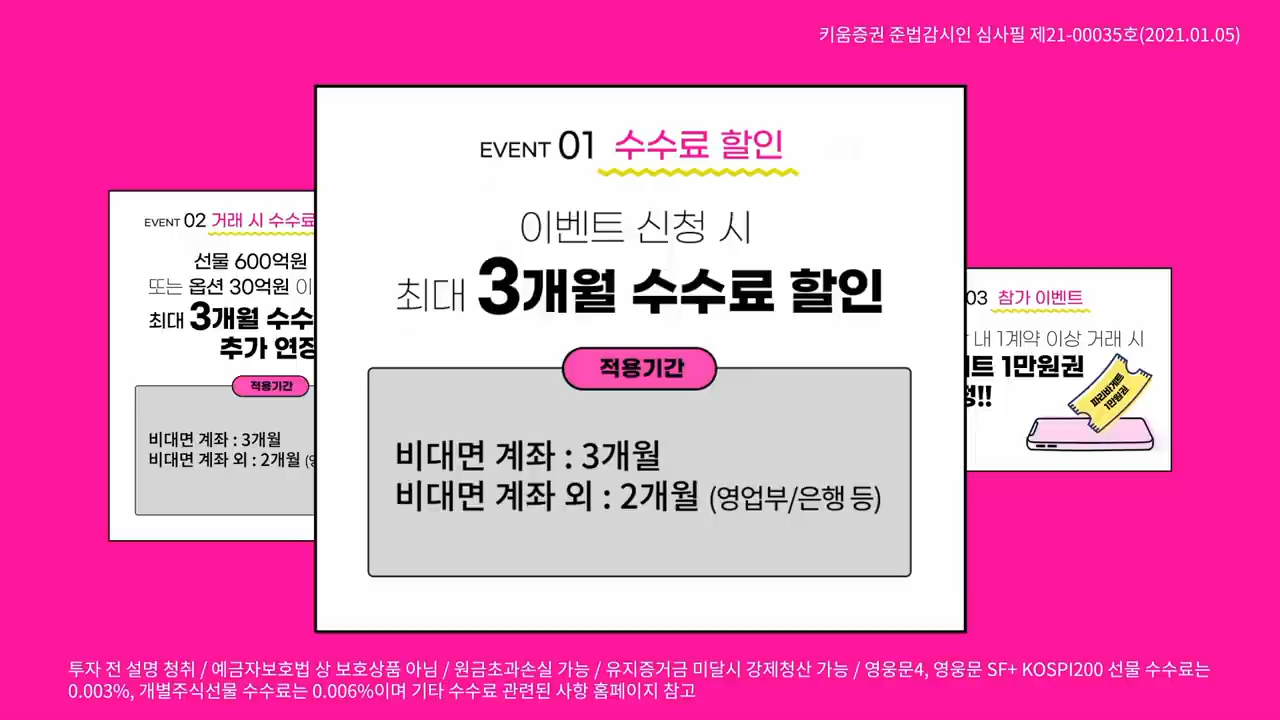 키움증권 준법감시인 심사필 제21-00035호(2021.01.05)
EVENT 01 수수료 할인
이벤트 신청 시
최대 3개월 수수료 할인
적용기간
비대면 계좌 : 3개월
비대면 계좌 외 : 2개월 (영업부/은행 등)
EVENT 02 거래 시 수수료
선물 600억원
또는 옵션 30억원 이
최대 3개월 수수
추가 연장
적용기간
비대면 계좌 : 3개월
비대면 계좌 외 : 2개월
03 참가 이벤트
내 1계약 이상 거래 시
1만원권
파리바게트
1만원권
투자 전 설명 청취 / 예금자보호법 상 보호상품 아님 / 원금초과손실 가능 / 유지증거금 미달시 강제청산 가능 / 영웅문4, 영웅문 SF+ KOSPI200 선물 수수료는
0.003%, 개별주식선물 수수료는 0.006%이며 기타 수수료 관련된 사항 홈페이지 참고